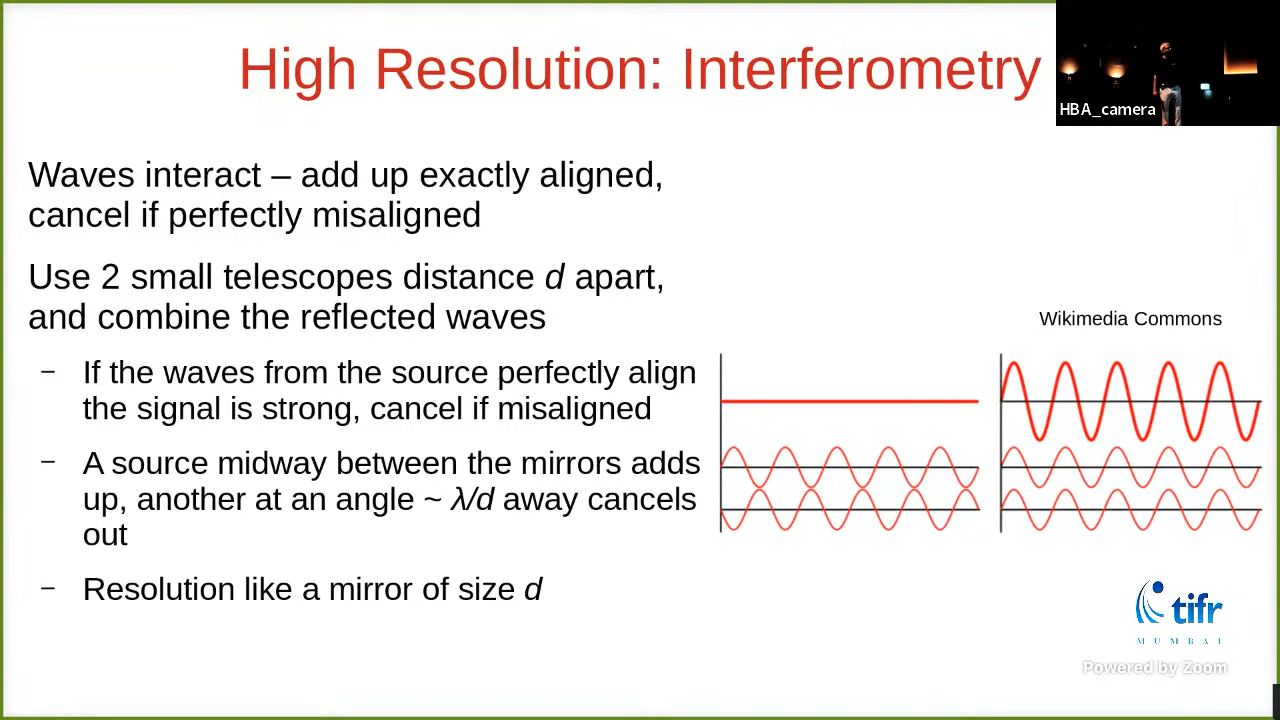 High Resolution: Interferometry
HBA_camera
Waves interact – add up exactly aligned,
cancel if perfectly misaligned
Use 2 small telescopes distance d apart,
and combine the reflected waves
– If the waves from the source perfectly align
the signal is strong, cancel if misaligned
– A source midway between the mirrors adds
up, another at an angle ~ λ/d away cancels
out
– Resolution like a mirror of size d
Wikimedia Commons
tifr
MUMBAI
Powered by Zoom